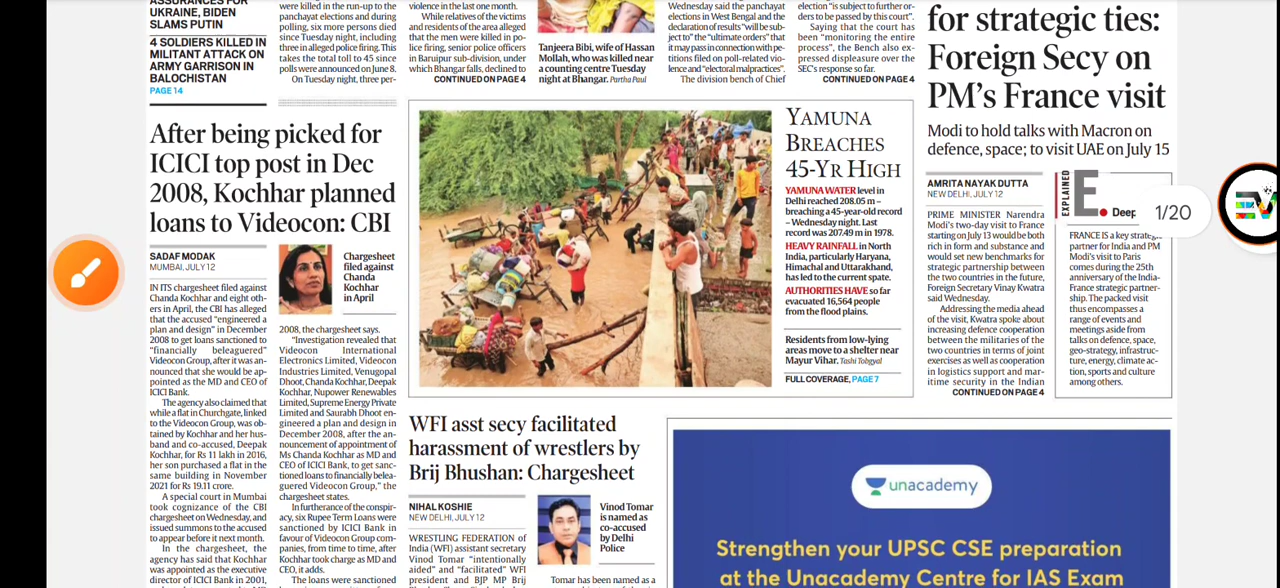 ASSURANCES FOR
UKRAINE, BIDEN
SLAMS PUTIN
4 SOLDIERS KILLED IN
MILITANT ATTACK ON
ARMY GARRISON IN
BALOCHISTAN
PAGE 14
were killed in the run-up to the
panchayat elections and during
polling, six more persons died
since Tuesday night, including
three in alleged police firing. This
takes the total toll to 45 since
polls were announced on June 8.
On Tuesday night, three per-
violence in the last one month.
While relatives of the victims
and residents of the area alleged
that the men were killed in po-
lice firing, senior police officers
in Baruipur sub-division, under
which Bhangar falls, declined to
CONTINUED ON PAGE 4
Tanjeera Bibi, wife of Hassan
Mollah, who was killed near
a counting centre Tuesday
night at Bhangar. Partha Paul
Wednesday said the panchayat
elections in West Bengal and the
declaration of results "will be sub-
ject to" the "ultimate orders" that
it may pass in connection with pe-
titions filed on poll-related vio-
lence and "electoral malpractices".
The division bench of Chief
election "is subject to further or-
ders to be passed by this court".
Saying that the court has
been "monitoring the entire
process", the Bench also ex-
pressed displeasure over the
SEC's response so far.
CONTINUED ON PAGE 4
for strategic ties:
Foreign Secy on
PM's France visit
Modi to hold talks with Macron on
defence, space; to visit UAE on July 15
AMRITA NAYAK DUTTA
NEW DELHI, JULY 12
PRIME MINISTER Narendra
Modi's two-day visit to France
starting on July 13 would be both
rich in form and substance and
would set new benchmarks for
strategic partnership between
the two countries in the future,
Foreign Secretary Vinay Kwatra
said Wednesday.
Addressing the media ahead
of the visit, Kwatra spoke about
increasing defence cooperation
between the militaries of the
two countries in terms of joint
exercises as well as cooperation
in logistics support and mar-
itime security in the Indian
CONTINUED ON PAGE 4
EXPLAINED
E.
Deep
1/20
EV
FRANCE IS a key strategic
partner for India and PM
Modi's visit to Paris
comes during the 25th
anniversary of the India-
France strategic partner-
ship. The packed visit
thus encompasses a
range of events and
meetings aside from
talks on defence, space,
geo-strategy, infrastruc-
ture, energy, climate ac-
tion, sports and culture
among others.
After being picked for
ICICI top post in Dec
2008, Kochhar planned
loans to Videocon: CBI
SADAF MODAK
MUMBAI, JULY 12
IN ITS chargesheet filed against
Chanda Kochhar and eight oth-
ers in April, the CBI has alleged
that the accused "engineered a
plan and design" in December
2008 to get loans sanctioned to
"financially beleaguered"
Videocon Group, after it was an-
nounced that she would be ap-
pointed as the MD and CEO of
ICICI Bank.
The agency also claimed that
while a flat in Churchgate, linked
to the Videocon Group, was ob-
tained by Kochhar and her hus-
band and co-accused, Deepak
Kochhar, for Rs 11 lakh in 2016,
her son purchased a flat in the
same building in November
2021 for Rs 19.11 crore.
A special court in Mumbai
took cognizance of the CBI
chargesheet on Wednesday, and
issued summons to the accused
to appear before it next month.
In the chargesheet, the
agency has said that Kochhar
was appointed as the executive
director of ICICI Bank in 2001,
Chargesheet
filed against
Chanda
Kochhar
in April
2008, the chargesheet says.
"Investigation revealed that
Videocon International
Electronics Limited, Videocon
Industries Limited, Venugopal
Dhoot, Chanda Kochhar, Deepak
Kochhar, Nupower Renewables
Limited, Supreme Energy Private
Limited and Saurabh Dhoot en-
gineered a plan and design in
December 2008, after the an-
nouncement of appointment of
Ms Chanda Kochhar as MD and
CEO of ICICI Bank, to get sanc-
tioned loans to financially belea-
guered Videocon Group," the
chargesheet states.
In furtherance of the conspir-
acy, six Rupee Term Loans were
sanctioned by ICICI Bank in
favour of Videocon Group com-
panies, from time to time, after
Kochhar took charge as MD and
CEO, it adds.
The loans were sanctioned
YAMUNA
BREACHES
45-YR HIGH
YAMUNA WATER level in
Delhi reached 208.05 m –
breaching a 45-year-old record
– Wednesday night. Last
record was 207.49 m in 1978.
HEAVY RAINFALL in North
India, particularly Haryana,
Himachal and Uttarakhand,
has led to the current spate.
AUTHORITIES HAVE so far
evacuated 16,564 people
from the flood plains.
Residents from low-lying
areas move to a shelter near
Mayur Vihar. Tashi Tobgyal
FULL COVERAGE, PAGE 7
WFI asst secy facilitated
harassment of wrestlers by
Brij Bhushan: Chargesheet
NIHAL KOSHIE
NEW DELHI, JULY 12
WRESTLING FEDERATION of
India (WFI) assistant secretary
Vinod Tomar "intentionally
aided" and "facilitated" WFI
president and BJP MP Brij
Vinod Tomar
is named as
co-accused
by Delhi
Police
Tomar has been named as a
unacademy
Strengthen your UPSC CSE preparation
at the Unacademy Centre for IAS Exam